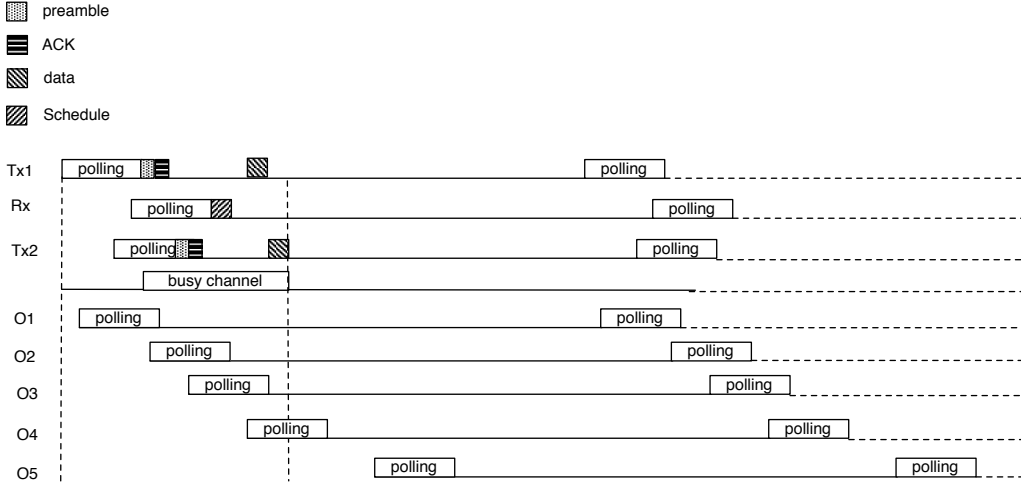 preamble
ACK
data
Schedule
Tx1 polling polling
Rx polling polling
Tx2 polling polling
busy channel
O1 polling polling
O2 polling polling
O3 polling polling
O4 polling polling
O5 polling polling